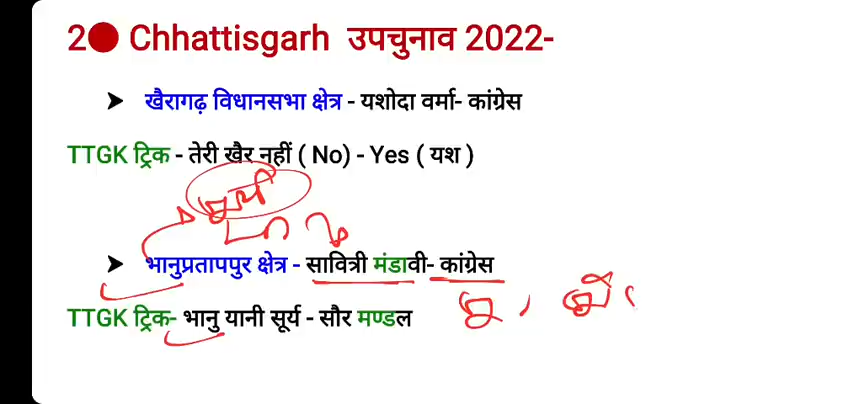 2● Chhattisgarh उपचुनाव 2022-
➤ खैरागढ़ विधानसभा क्षेत्र - यशोदा वर्मा- कांग्रेस
TTGK ट्रिक - तेरी खैर नहीं ( No) - Yes ( यश )
➤ भानुप्रतापपुर क्षेत्र - सावित्री मंडावी- कांग्रेस
TTGK ट्रिक- भानु यानी सूर्य - सौर मण्डल